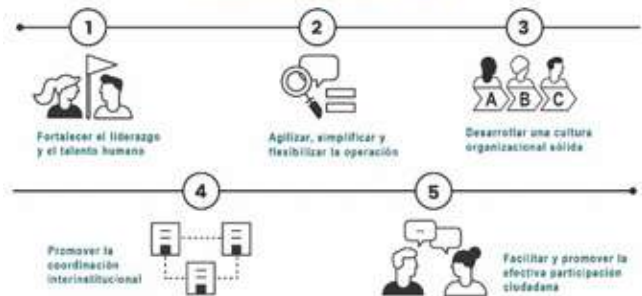 1
Fortalecer el liderazgo
y el talento humano
2
Agilizar, simplificar y
flexibilizar la operación
3
A B C
Desarrollar una cultura
organizacional sólida
4
Promover la
coordinación
interinstitucional
5
Facilitar y promover la
efectiva participación
ciudadana